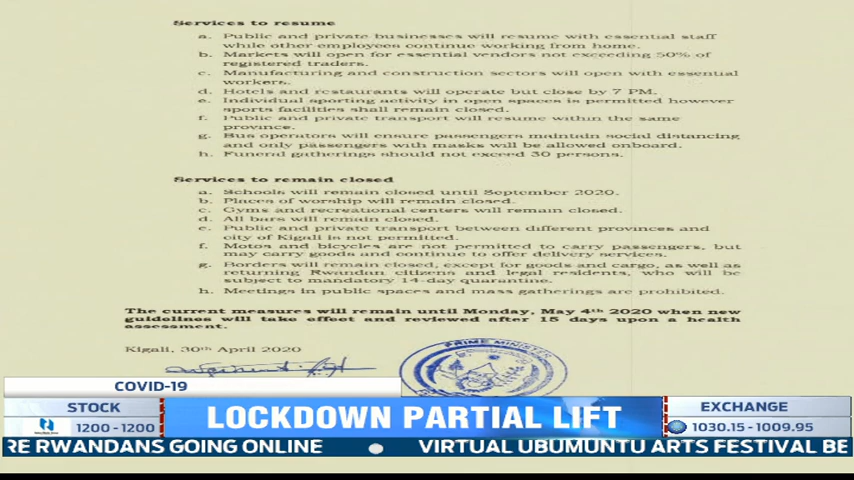 Services to resume
a. Public and private businesses will resume with essential staff
while other employees continue working from home.
b. Markets will open for essential vendors not exceeding 50% of
registered traders.
c. Manufacturing and construction sectors will open with essential
workers.
d. Hotels and restaurants will operate but close by 7 PM.
e. Individual sporting activity in open spaces is permitted however
sports facilities shall remain closed.
f. Public and private transport will resume within the same
province.
g. Bus operators will ensure passengers maintain social distancing
and only passengers with masks will be allowed onboard.
h. Funeral gatherings should not exceed 30 persons.
Services to remain closed
a. Schools will remain closed until September 2020.
b. Places of worship will remain closed.
c. Gyms and recreational centers will remain closed.
d. All bars will remain closed.
e. Public and private transport between different provinces and
city of Kigali is not permitted.
f. Motos and bicycles are not permitted to carry passengers, but
may carry goods and continue to offer delivery services.
g. Borders will remain closed, except for goods and cargo, as well as
returning Rwandan citizens and legal residents, who will be
subject to mandatory 14-day quarantine.
h. Meetings in public spaces and mass gatherings are prohibited.
The current measures will remain until Monday, May 4th 2020 when new
guidelines will take effect and reviewed after 15 days upon a health
assessment.
Kigali, 30th April 2020
PRIME MINISTER
COVID-19
STOCK
1200 - 1200
LOCKDOWN PARTIAL LIFT
EXCHANGE
1030.15 - 1009.95
RE RWANDANS GOING ONLINE
VIRTUAL UBUMUNTU ARTS FESTIVAL BE